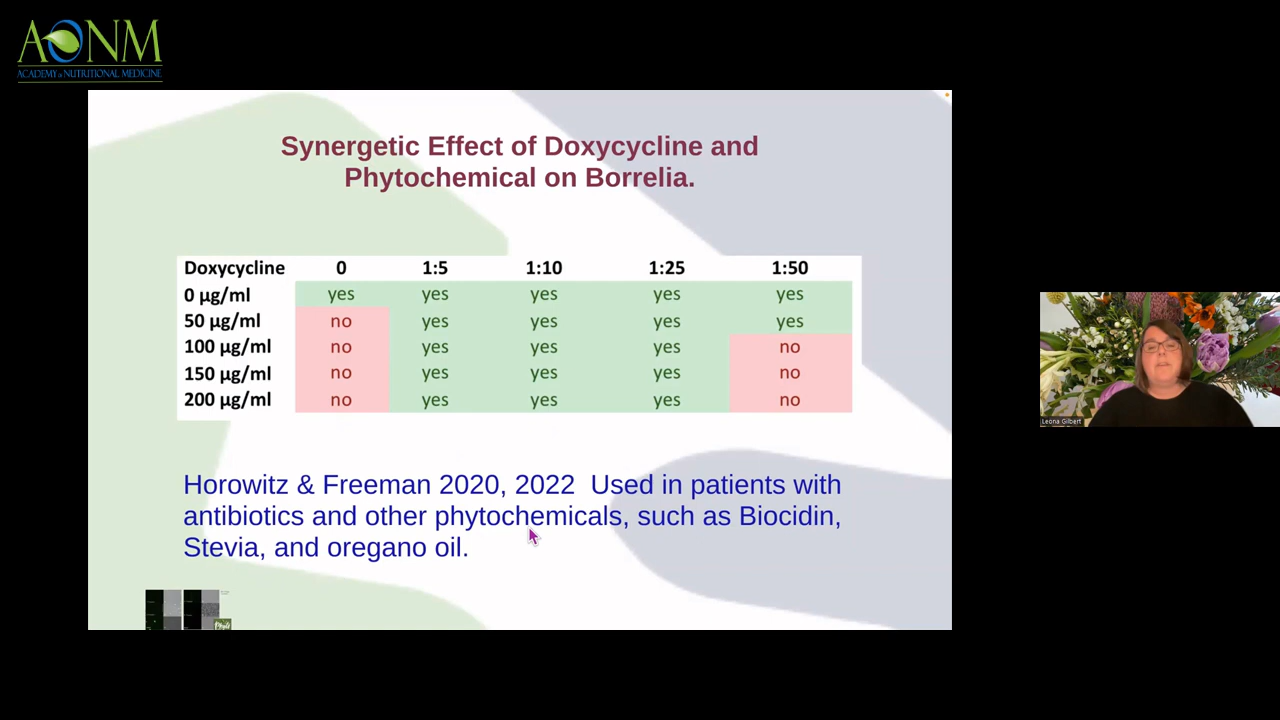 AONM
ACADEMY of NUTRITIONAL MEDICINE
Synergetic Effect of Doxycycline and
Phytochemical on Borrelia.
Doxycycline 0 1:5 1:10 1:25 1:50
0 µg/ml yes yes yes yes yes
50 µg/ml no yes yes yes yes
100 µg/ml no yes yes yes no
150 µg/ml no yes yes yes no
200 µg/ml no yes yes yes no
Horowitz & Freeman 2020, 2022 Used in patients with
antibiotics and other phytochemicals, such as Biocidin,
Stevia, and oregano oil.
Leona Gilbert